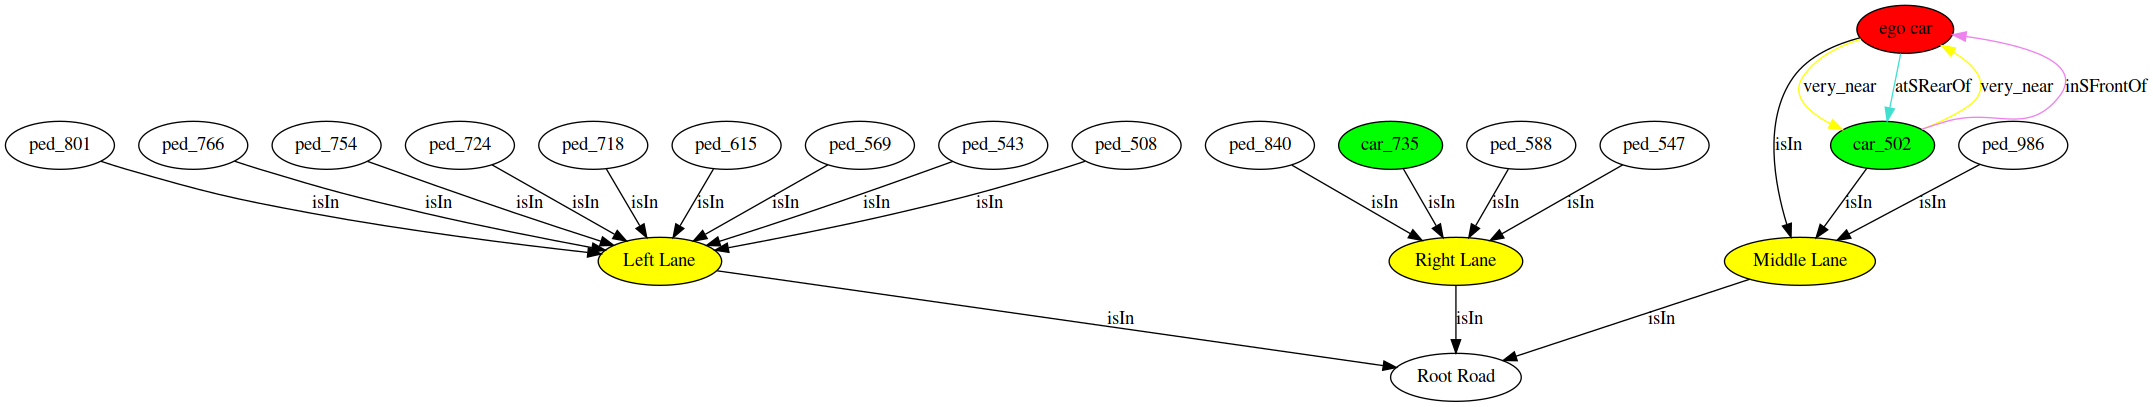 ego car
very_near atSRearOf very_near inSFrontOf
ped_801 ped_766 ped_754 ped_724 ped_718 ped_615 ped_569 ped_543 ped_508 ped_840 car_735 ped_588 ped_547 isIn car_502 ped_986
isIn isIn isIn isIn isIn isIn isIn isIn isIn isIn isIn isIn isIn isIn isIn
Left Lane Right Lane Middle Lane
isIn isIn isIn
Root Road